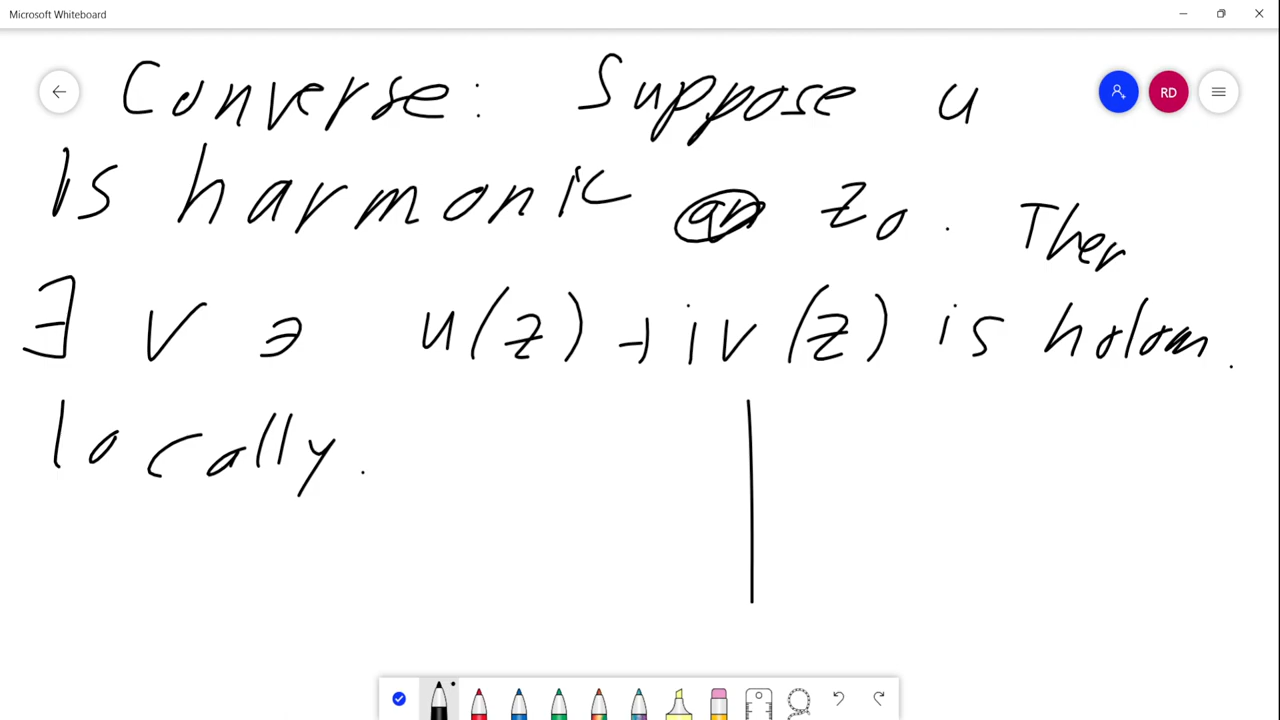 Microsoft Whiteboard
Converse: Suppose u
RD
is harmonic @ z₀. Then
∃ v ∋ u(z) + iv(z) is holom.
locally.